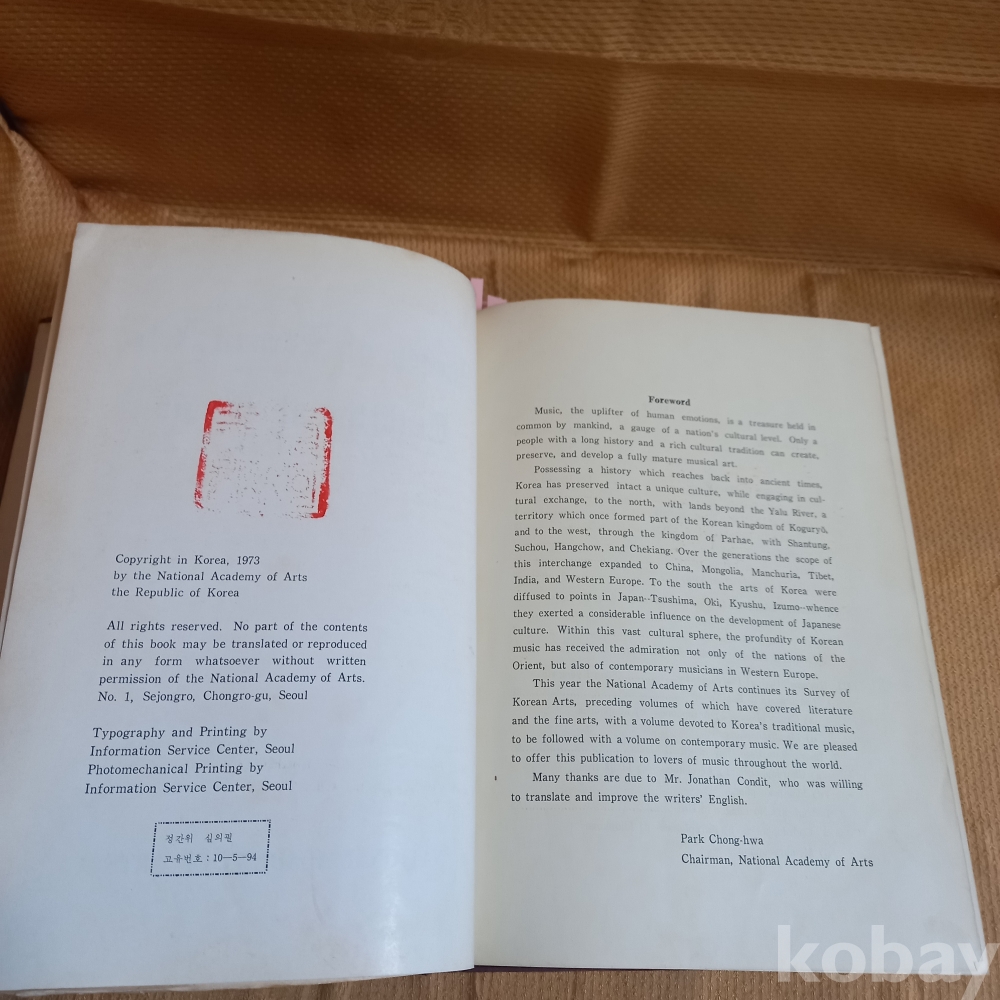 Copyright in Korea, 1973
by the National Academy of Arts
the Republic of Korea
All rights reserved. No part of the contents
of this book may be translated or reproduced
in any form whatsoever without written
permission of the National Academy of Arts.
No. 1, Sejongro, Chongro-gu, Seoul
Typography and Printing by
Information Service Center, Seoul
Photomechanical Printing by
Information Service Center, Seoul
정간위 심의필
고유번호 : 10—5—94
Foreword
Music, the uplifter of human emotions, is a treasure held in
common by mankind, a gauge of a nation's cultural level. Only a
people with a long history and a rich cultural tradition can create,
preserve, and develop a fully mature musical art.
Possessing a history which reaches back into ancient times,
Korea has preserved intact a unique culture, while engaging in cul-
tural exchange, to the north, with lands beyond the Yalu River, a
territory which once formed part of the Korean kingdom of Koguryŏ,
and to the west, through the kingdom of Parhae, with Shantung,
Suchou, Hangchow, and Chekiang. Over the generations the scope of
this interchange expanded to China, Mongolia, Manchuria, Tibet,
India, and Western Europe. To the south the arts of Korea were
diffused to points in Japan--Tsushima, Oki, Kyushu, Izumo--whence
they exerted a considerable influence on the development of Japanese
culture. Within this vast cultural sphere, the profundity of Korean
music has received the admiration not only of the nations of the
Orient, but also of contemporary musicians in Western Europe.
This year the National Academy of Arts continues its Survey of
Korean Arts, preceding volumes of which have covered literature
and the fine arts, with a volume devoted to Korea's traditional music,
to be followed with a volume on contemporary music. We are pleased
to offer this publication to lovers of music throughout the world.
Many thanks are due to Mr. Jonathan Condit, who was willing
to translate and improve the writers' English.
Park Chong-hwa
Chairman, National Academy of Arts
kobay